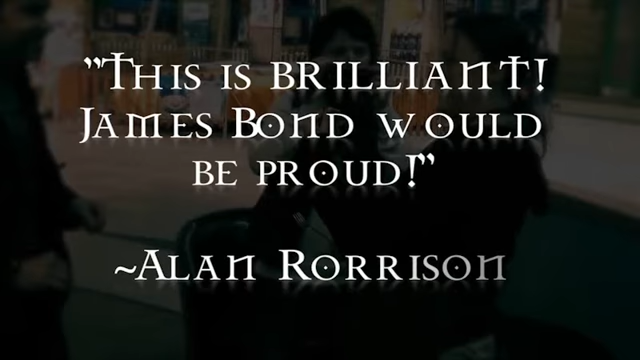 "This is brilliant!
James Bond would
be proud!"
~Alan Rorrison